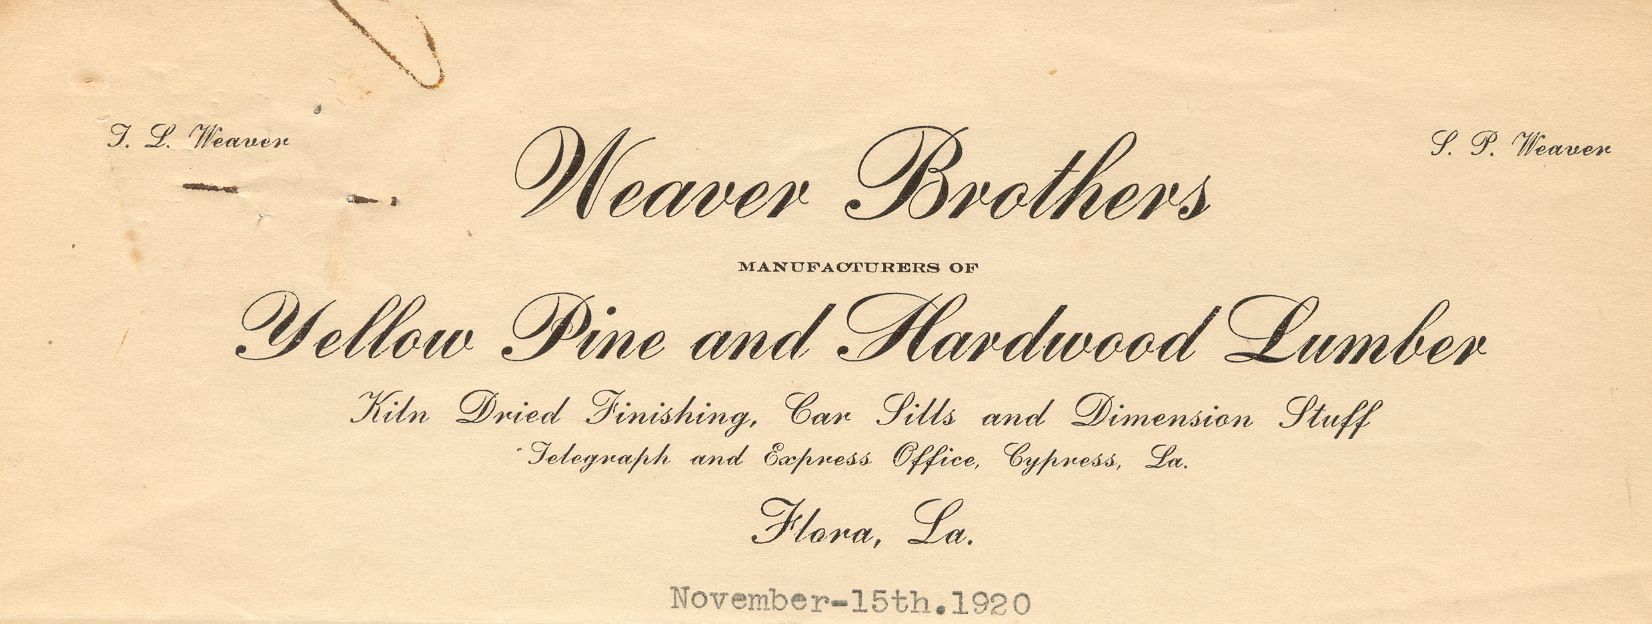 T. L. Weaver
S. P. Weaver
Weaver Brothers
MANUFACTURERS OF
Yellow Pine and Hardwood Lumber
Kiln Dried Finishing, Car Sills and Dimension Stuff
Telegraph and Express Office, Cypress, La.
Flora, La.
November-15th.1920